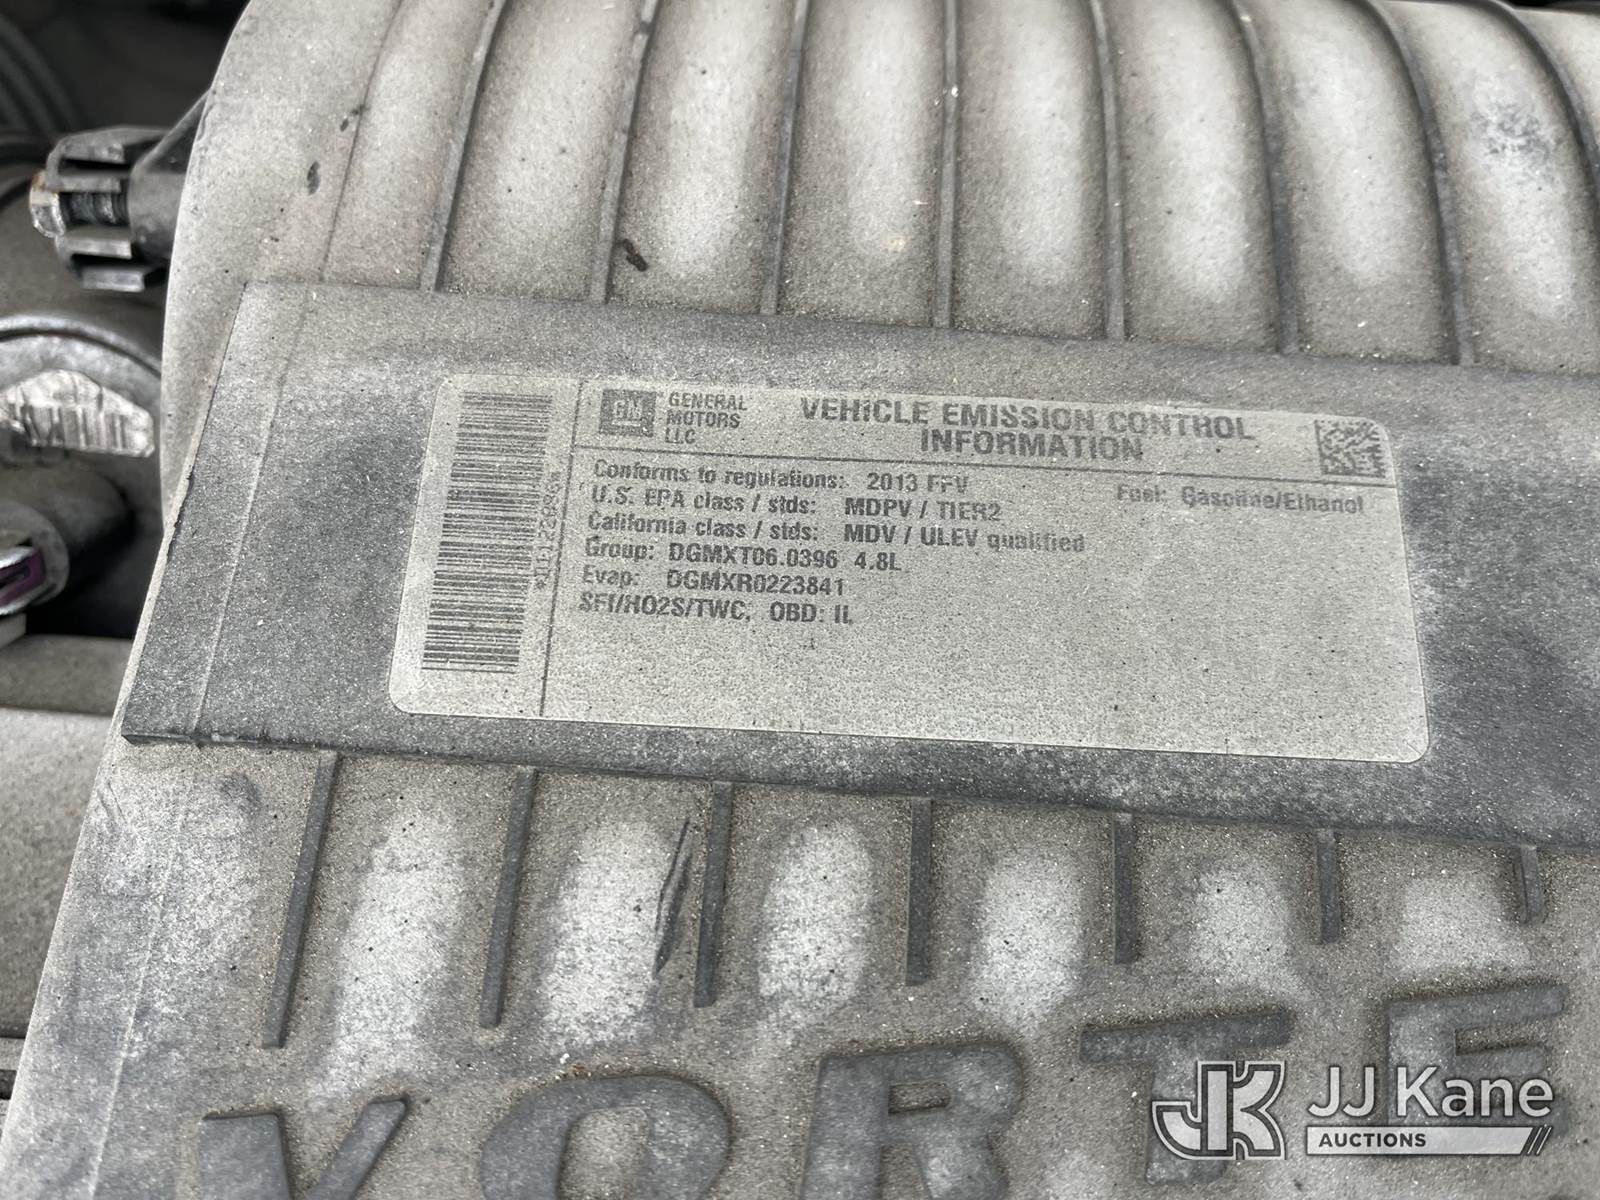 GM GENERAL MOTORS LLC
VEHICLE EMISSION CONTROL
INFORMATION
Conforms to regulations: 2013 FFV Fuel: Gasoline/Ethanol
U.S. EPA class / stds: MDPV / TIER2
California class / stds: MDV / ULEV qualified
Group: DGMXT06.0396 4.8L
Evap: DGMXR0223841
SFI/HO2S/TWC, OBD: II
VORTE
JK JJ Kane
AUCTIONS